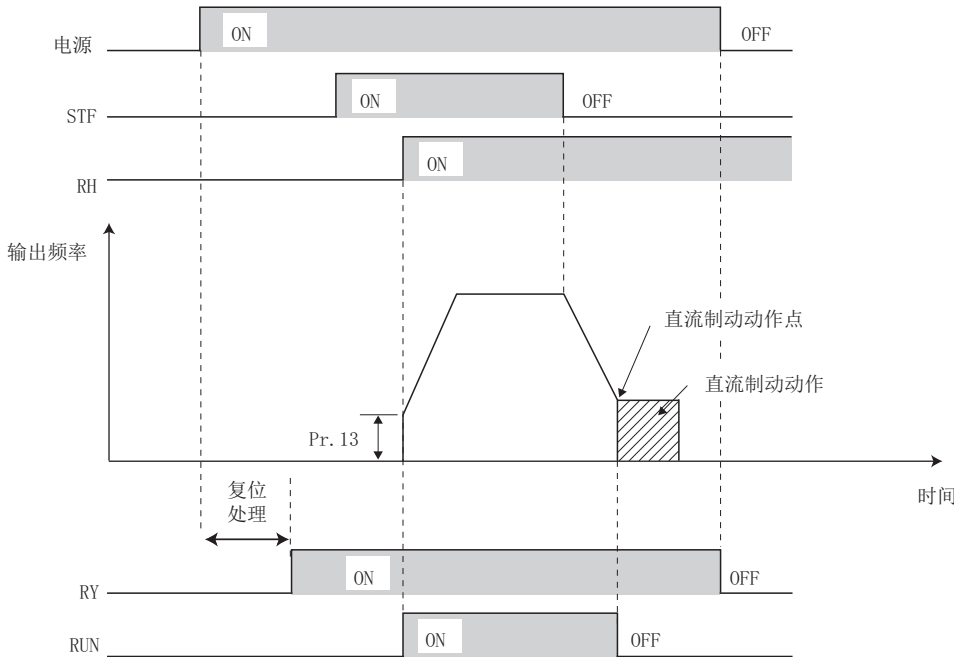 电源
ON
OFF
STF
ON
OFF
RH
ON
输出频率
直流制动动作点
直流制动动作
Pr. 13
时间
复位
处理
RY
ON
OFF
RUN
ON
OFF